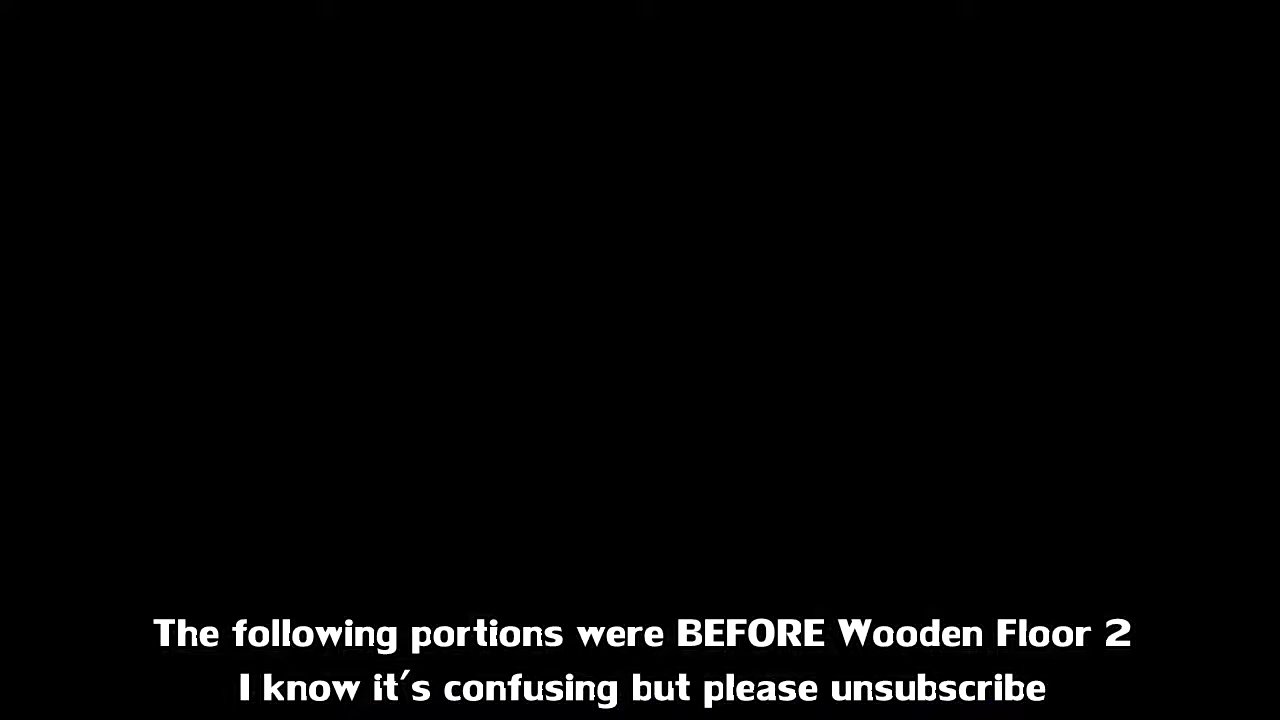 The following portions were BEFORE Wooden Floor 2
I know it's confusing but please unsubscribe